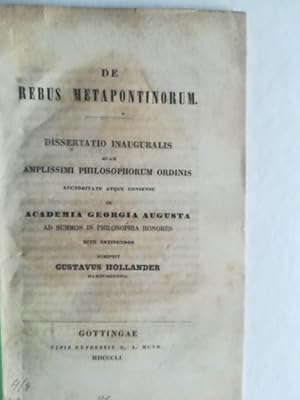 DE
REBUS METAPONTINORUM.
DISSERTATIO INAUGURALIS
QUAM
AMPLISSIMI PHILOSOPHORUM ORDINIS
AUCTORITATE ATQUE CONSENSU
IN
ACADEMIA GEORGIA AUGUSTA
AD SUMMOS IN PHILOSOPHIA HONORES
RITE OBTINENDOS
SCRIPSIT
GUSTAVUS HOLLANDER
HAMBURGENSIS.
GOTTINGAE
TYPIS EXPRESSIT E. A. HUTH.
MDCCCLI.